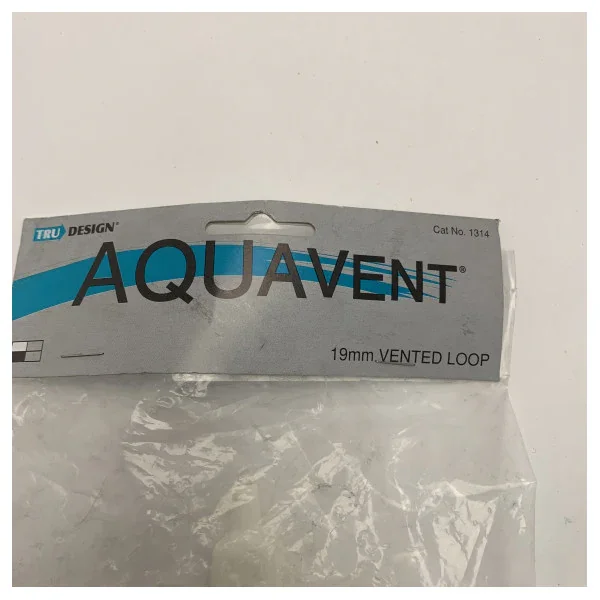 TRU DESIGN®
Cat No. 1314
AQUAVENT®
19mm. VENTED LOOP